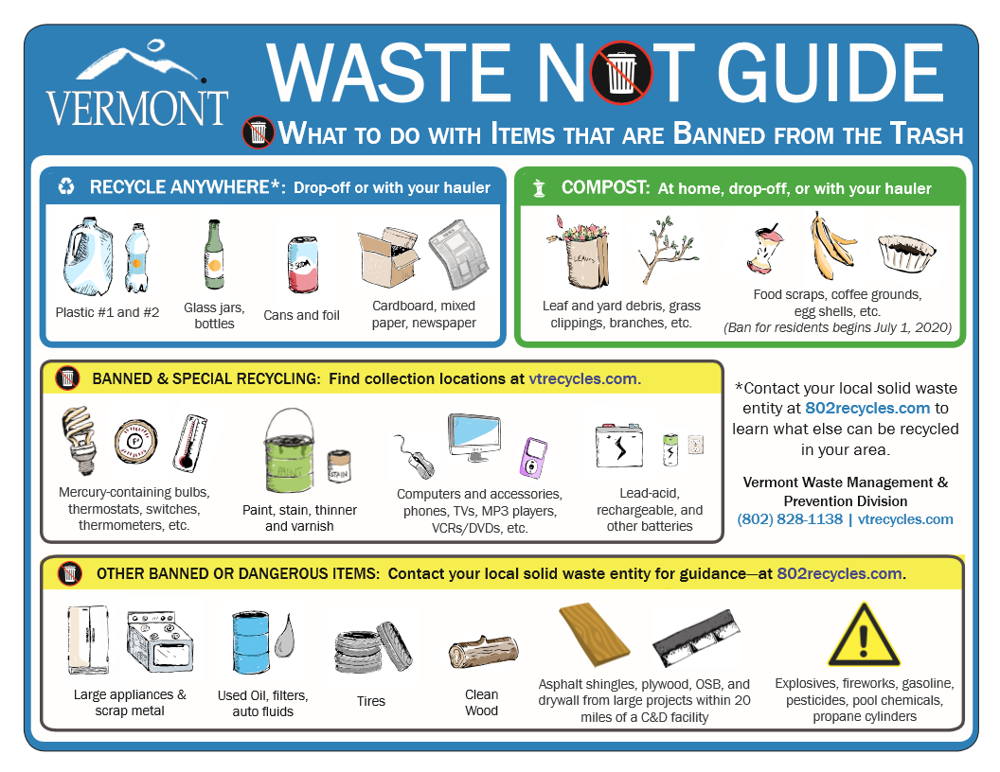 VERMONT
WASTE NOT GUIDE
WHAT TO DO WITH ITEMS THAT ARE BANNED FROM THE TRASH
RECYCLE ANYWHERE*: Drop-off or with your hauler
SODA
Plastic #1 and #2
Glass jars,
bottles
Cans and foil
Cardboard, mixed
paper, newspaper
COMPOST: At home, drop-off, or with your hauler
LEAVES
Leaf and yard debris, grass
clippings, branches, etc.
Food scraps, coffee grounds,
egg shells, etc.
(Ban for residents begins July 1, 2020)
BANNED & SPECIAL RECYCLING: Find collection locations at vtrecycles.com.
PAINT
STAIN
Mercury-containing bulbs,
thermostats, switches,
thermometers, etc.
Paint, stain, thinner
and varnish
Computers and accessories,
phones, TVs, MP3 players,
VCRs/DVDs, etc.
Lead-acid,
rechargeable, and
other batteries
*Contact your local solid waste
entity at 802recycles.com to
learn what else can be recycled
in your area.
Vermont Waste Management &
Prevention Division
(802) 828-1138 | vtrecycles.com
OTHER BANNED OR DANGEROUS ITEMS: Contact your local solid waste entity for guidance—at 802recycles.com.
Large appliances &
scrap metal
Used Oil, filters,
auto fluids
Tires
Clean
Wood
Asphalt shingles, plywood, OSB, and
drywall from large projects within 20
miles of a C&D facility
Explosives, fireworks, gasoline,
pesticides, pool chemicals,
propane cylinders